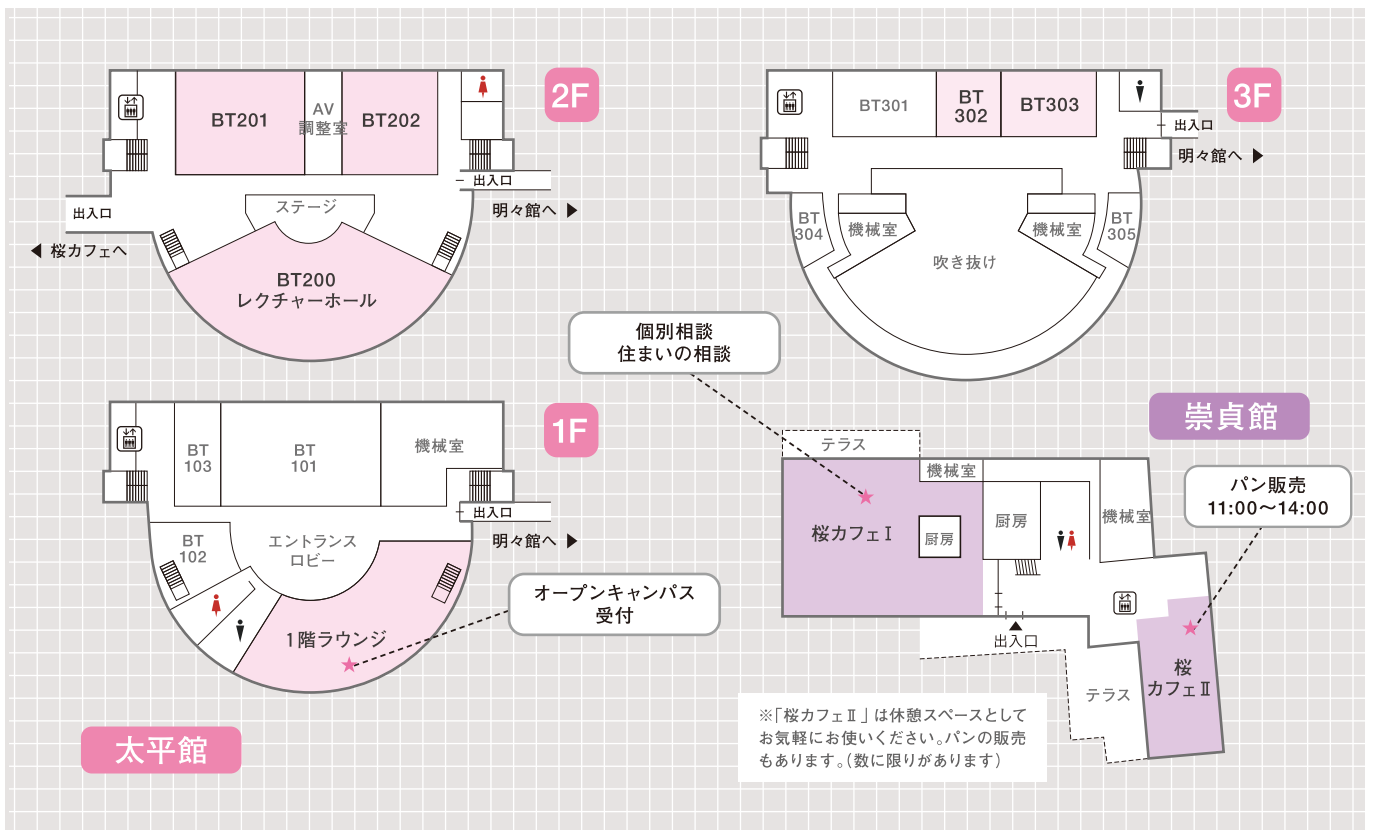 2F
BT201
AV
調整室
BT202
出入口
明々館へ
ステージ
出入口
桜カフェへ
BT200
レクチャーホール
3F
BT301
BT
302
BT303
出入口
明々館へ
BT
304
機械室
機械室
BT
305
吹き抜け
個別相談
住まいの相談
1F
BT
103
BT
101
機械室
出入口
明々館へ
BT
102
エントランス
ロビー
オープンキャンパス
受付
1階ラウンジ
太平館
崇貞館
テラス
機械室
パン販売
11:00〜14:00
桜カフェⅠ
厨房
厨房
機械室
出入口
桜
カフェⅡ
テラス
※「桜カフェⅡ」は休憩スペースとして
お気軽にお使いください。パンの販売
もあります。(数に限りがあります)